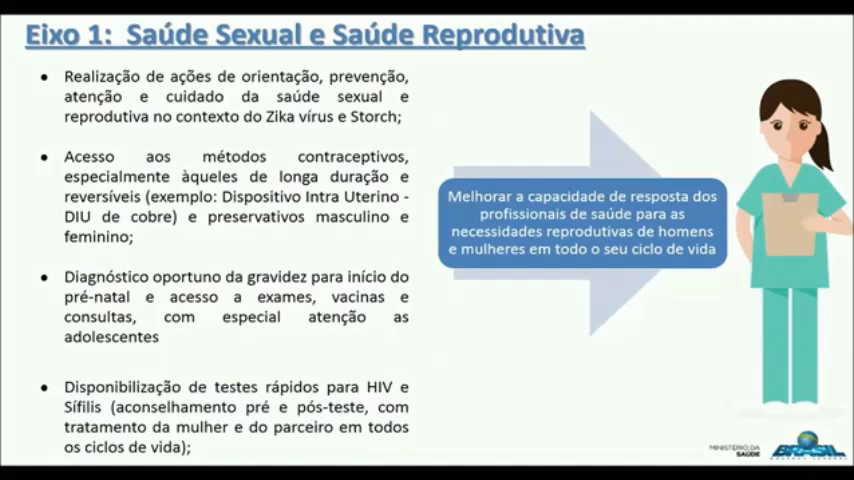 Eixo 1: Saúde Sexual e Saúde Reprodutiva
• Realização de ações de orientação, prevenção,
atenção e cuidado da saúde sexual e
reprodutiva no contexto do Zika vírus e Storch;
• Acesso aos métodos contraceptivos,
especialmente àqueles de longa duração e
reversíveis (exemplo: Dispositivo Intra Uterino -
DIU de cobre) e preservativos masculino e
feminino;
• Diagnóstico oportuno da gravidez para início do
pré-natal e acesso a exames, vacinas e
consultas, com especial atenção as
adolescentes
• Disponibilização de testes rápidos para HIV e
Sífilis (aconselhamento pré e pós-teste, com
tratamento da mulher e do parceiro em todos
os ciclos de vida);
Melhorar a capacidade de resposta dos
profissionais de saúde para as
necessidades reprodutivas de homens
e mulheres em todo o seu ciclo de vida
MINISTÉRIO DA
SAÚDE
BRASIL
GOVERNO FEDERAL